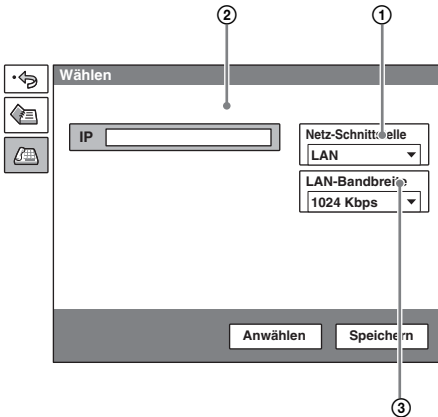 ② ①
Wählen
IP
Netz-Schnittstelle
LAN
LAN-Bandbreite
1024 Kbps
Anwählen Speichern
③